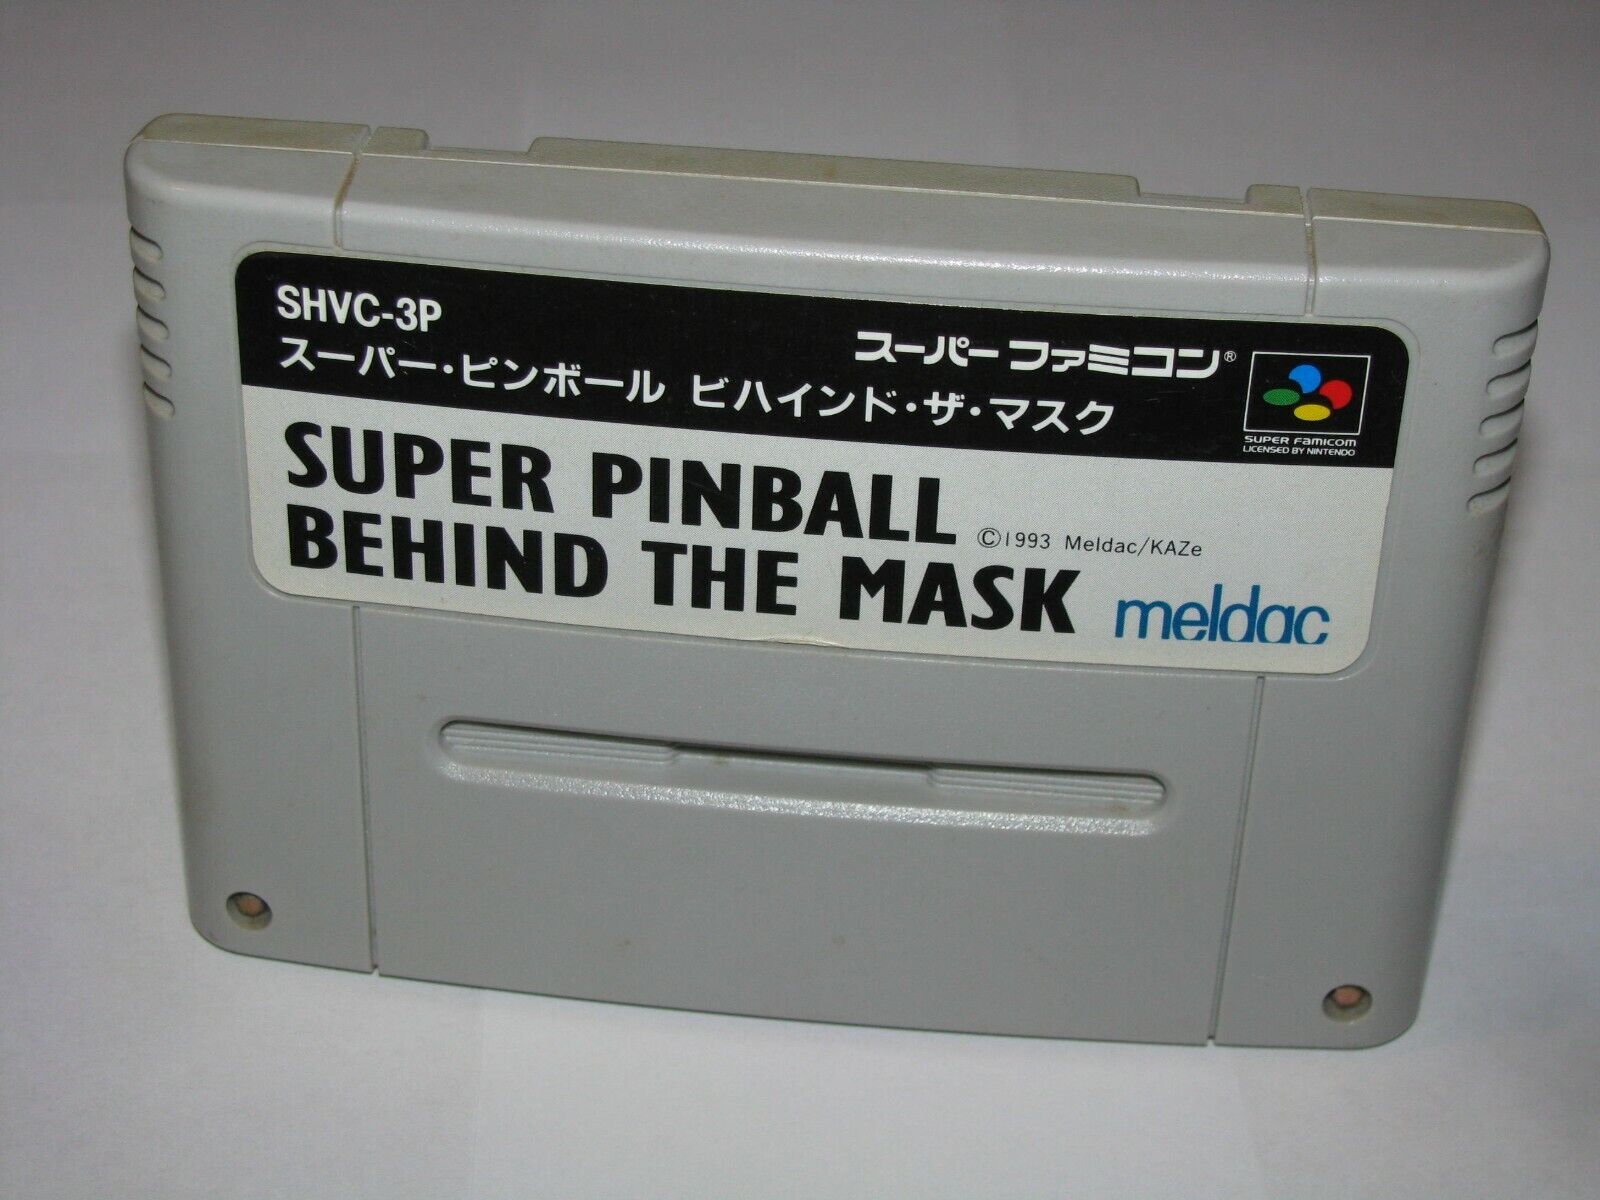 SHVC-3P
スーパーファミコン®
スーパー・ピンボール ビハインド・ザ・マスク
SUPER FAMICOM
LICENSED BY NINTENDO
SUPER PINBALL
BEHIND THE MASK
©1993 Meldac/KAZe
meldac